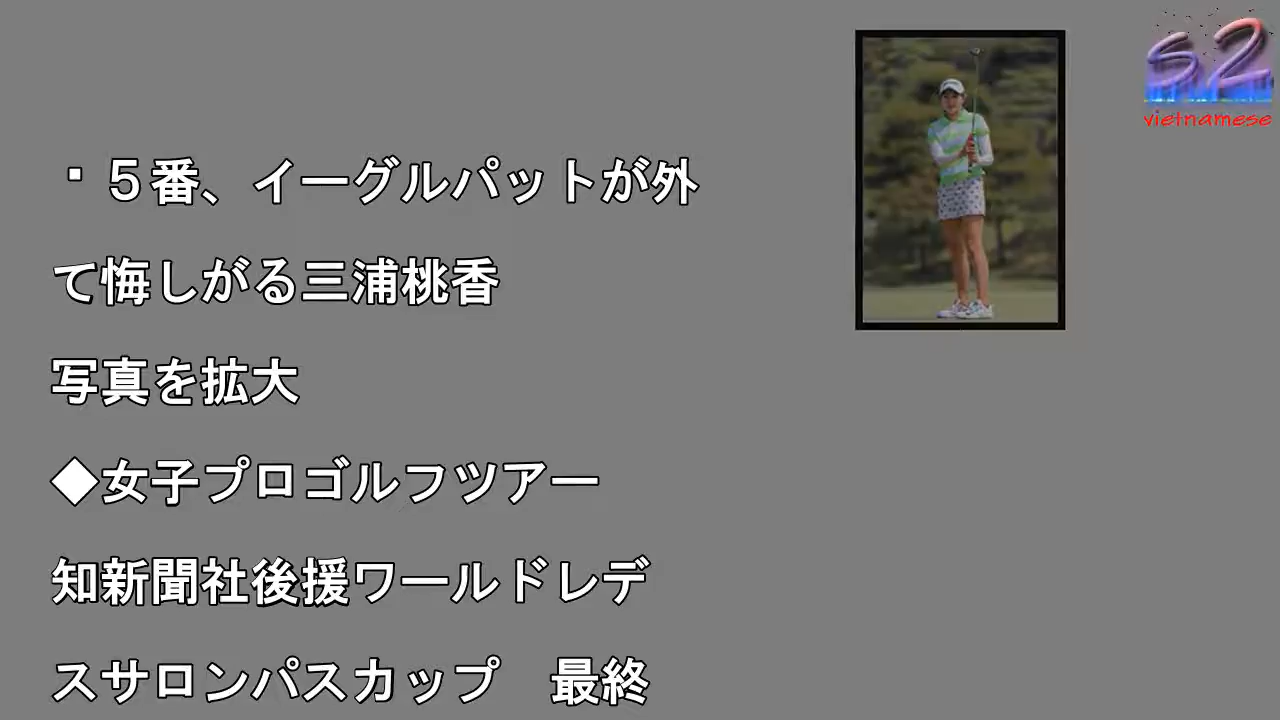 ・５番、イーグルパットが外
て悔しがる三浦桃香
写真を拡大
◆女子プロゴルフツアー
知新聞社後援ワールドレデ
スサロンパスカップ　最終
S2
vietnamese